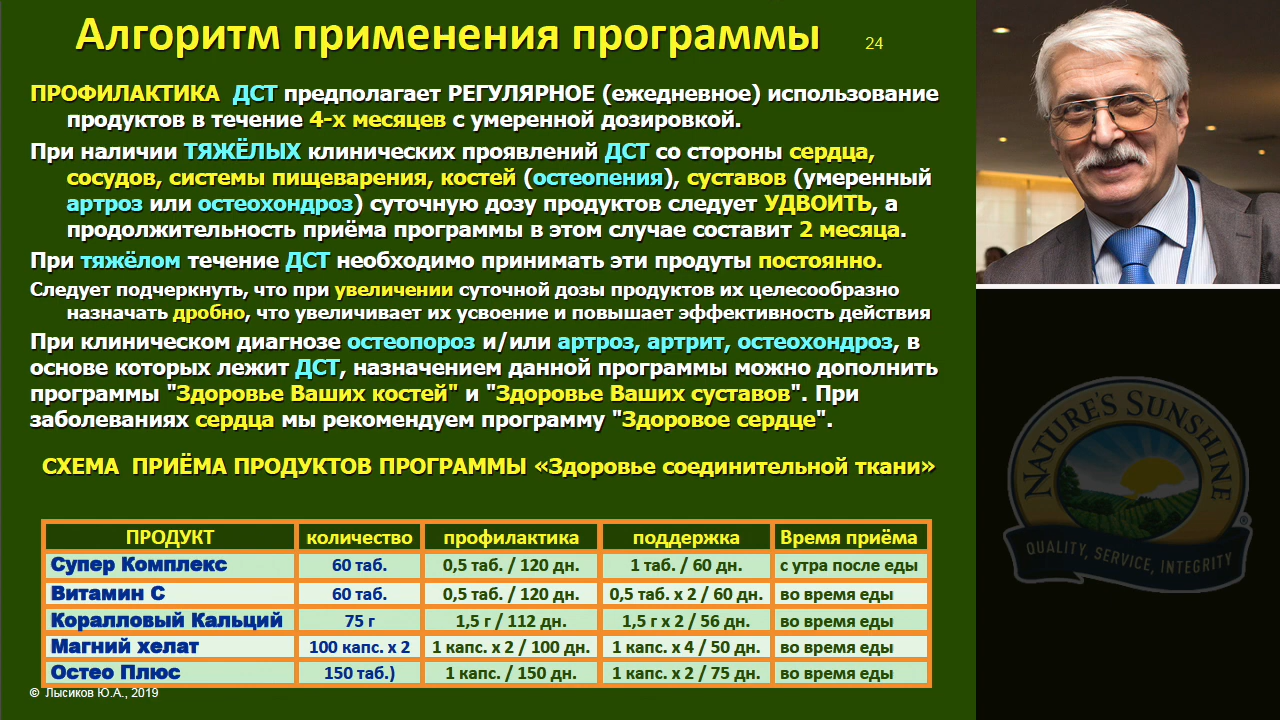 Алгоритм применения программы
24
ПРОФИЛАКТИКА ДСТ предполагает РЕГУЛЯРНОЕ (ежедневное) использование
продуктов в течение 4-х месяцев с умеренной дозировкой.
При наличии ТЯЖЁЛЫХ клинических проявлений ДСТ со стороны сердца,
сосудов, системы пищеварения, костей (остеопения), суставов (умеренный
артроз или остеохондроз) суточную дозу продуктов следует УДВОИТЬ, а
продолжительность приёма программы в этом случае составит 2 месяца.
При тяжёлом течение ДСТ необходимо принимать эти продуты постоянно.
Следует подчеркнуть, что при увеличении суточной дозы продуктов их целесообразно
назначать дробно, что увеличивает их усвоение и повышает эффективность действия
При клиническом диагнозе остеопороз и/или артроз, артрит, остеохондроз, в
основе которых лежит ДСТ, назначением данной программы можно дополнить
программы "Здоровье Ваших костей" и "Здоровье Ваших суставов". При
заболеваниях сердца мы рекомендуем программу "Здоровое сердце".
СХЕМА ПРИЁМА ПРОДУКТОВ ПРОГРАММЫ «Здоровье соединительной ткани»
ПРОДУКТ количество профилактика поддержка Время приёма
Супер Комплекс 60 таб. 0,5 таб. / 120 дн. 1 таб. / 60 дн. с утра после еды
Витамин С 60 таб. 0,5 таб. / 120 дн. 0,5 таб. х 2 / 60 дн. во время еды
Коралловый Кальций 75 г 1,5 г / 112 дн. 1,5 г х 2 / 56 дн. во время еды
Магний хелат 100 капс. х 2 1 капс. х 2 / 100 дн. 1 капс. х 4 / 50 дн. во время еды
Остео Плюс 150 таб.) 1 капс. / 150 дн. 1 капс. х 2 / 75 дн. во время еды
© Лысиков Ю.А., 2019
NATURE'S SUNSHINE
®
QUALITY, SERVICE, INTEGRITY